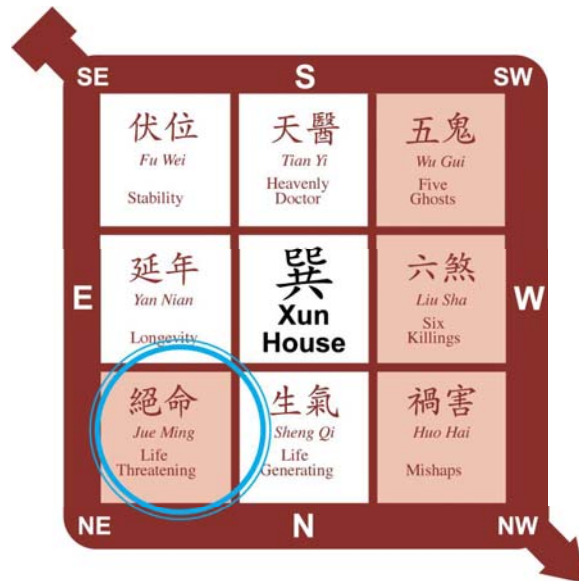 SE
S
SW
伏位
Fu Wei
Stability
天醫
Tian Yi
Heavenly
Doctor
五鬼
Wu Gui
Five
Ghosts
E
延年
Yan Nian
Longevity
巽
Xun
House
六煞
Liu Sha
Six
Killings
W
絕命
Jue Ming
Life
Threatening
生氣
Sheng Qi
Life
Generating
禍害
Huo Hai
Mishaps
NE
N
NW